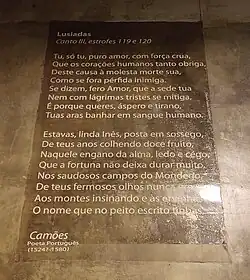 Lusiadas
Canto III, estrofes 119 e 120
Tu, só tu, puro amor, com força crua,
Que os corações humanos tanto obriga,
Deste causa à molesta morte sua,
Como se fora pérfida inimiga.
Se dizem, fero Amor, que a sede tua
Nem com lágrimas tristes se mitiga,
É porque queres, áspero e tirano,
Tuas aras banhar em sangue humano.
Estavas, linda Inês, posta em sossego,
De teus anos colhendo doce fruito,
Naquele engano da alma, ledo e cego,
Que a fortuna não deixa durar muito,
Nos saudosos campos do Mondego,
De teus fermosos olhos nunca
Aos montes insinando e às
O nome que no peito escrito tinhas.
Camões
Poeta Português
(1524?-1580)